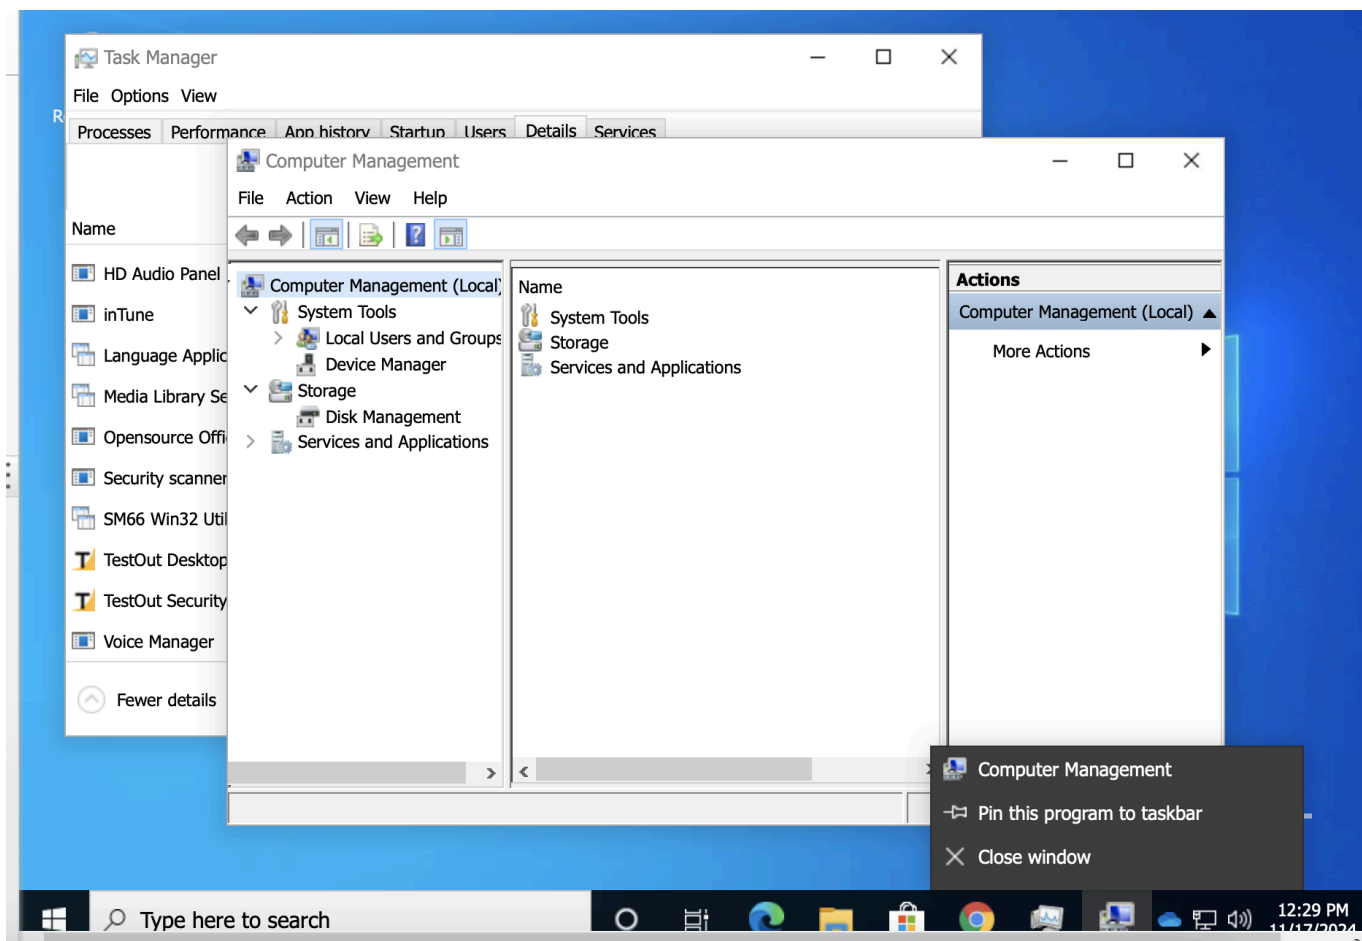 Task Manager
File Options View
R
Processes Performance App history Startup Users Details Services
Computer Management
File Action View Help
Name
HD Audio Panel
inTune
Language Applic
Media Library Se
Opensource Offi
Security scanner
SM66 Win32 Util
TestOut Desktop
TestOut Security
Voice Manager
Fewer details
Computer Management (Local)
System Tools
Local Users and Groups
Device Manager
Storage
Disk Management
Services and Applications
Name
System Tools
Storage
Services and Applications
Actions
Computer Management (Local)
More Actions
Computer Management
Pin this program to taskbar
Close window
Type here to search
12:29 PM
11/17/2024